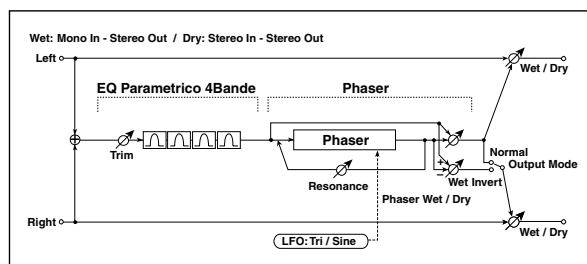 Wet: Mono In - Stereo Out / Dry: Stereo In - Stereo Out
Left
Wet / Dry
EQ Parametrico 4Bande
Phaser
Trim
Phaser
Resonance
+
−
Wet Invert
Normal
Output Mode
Phaser Wet / Dry
LFO: Tri / Sine
Right
Wet / Dry